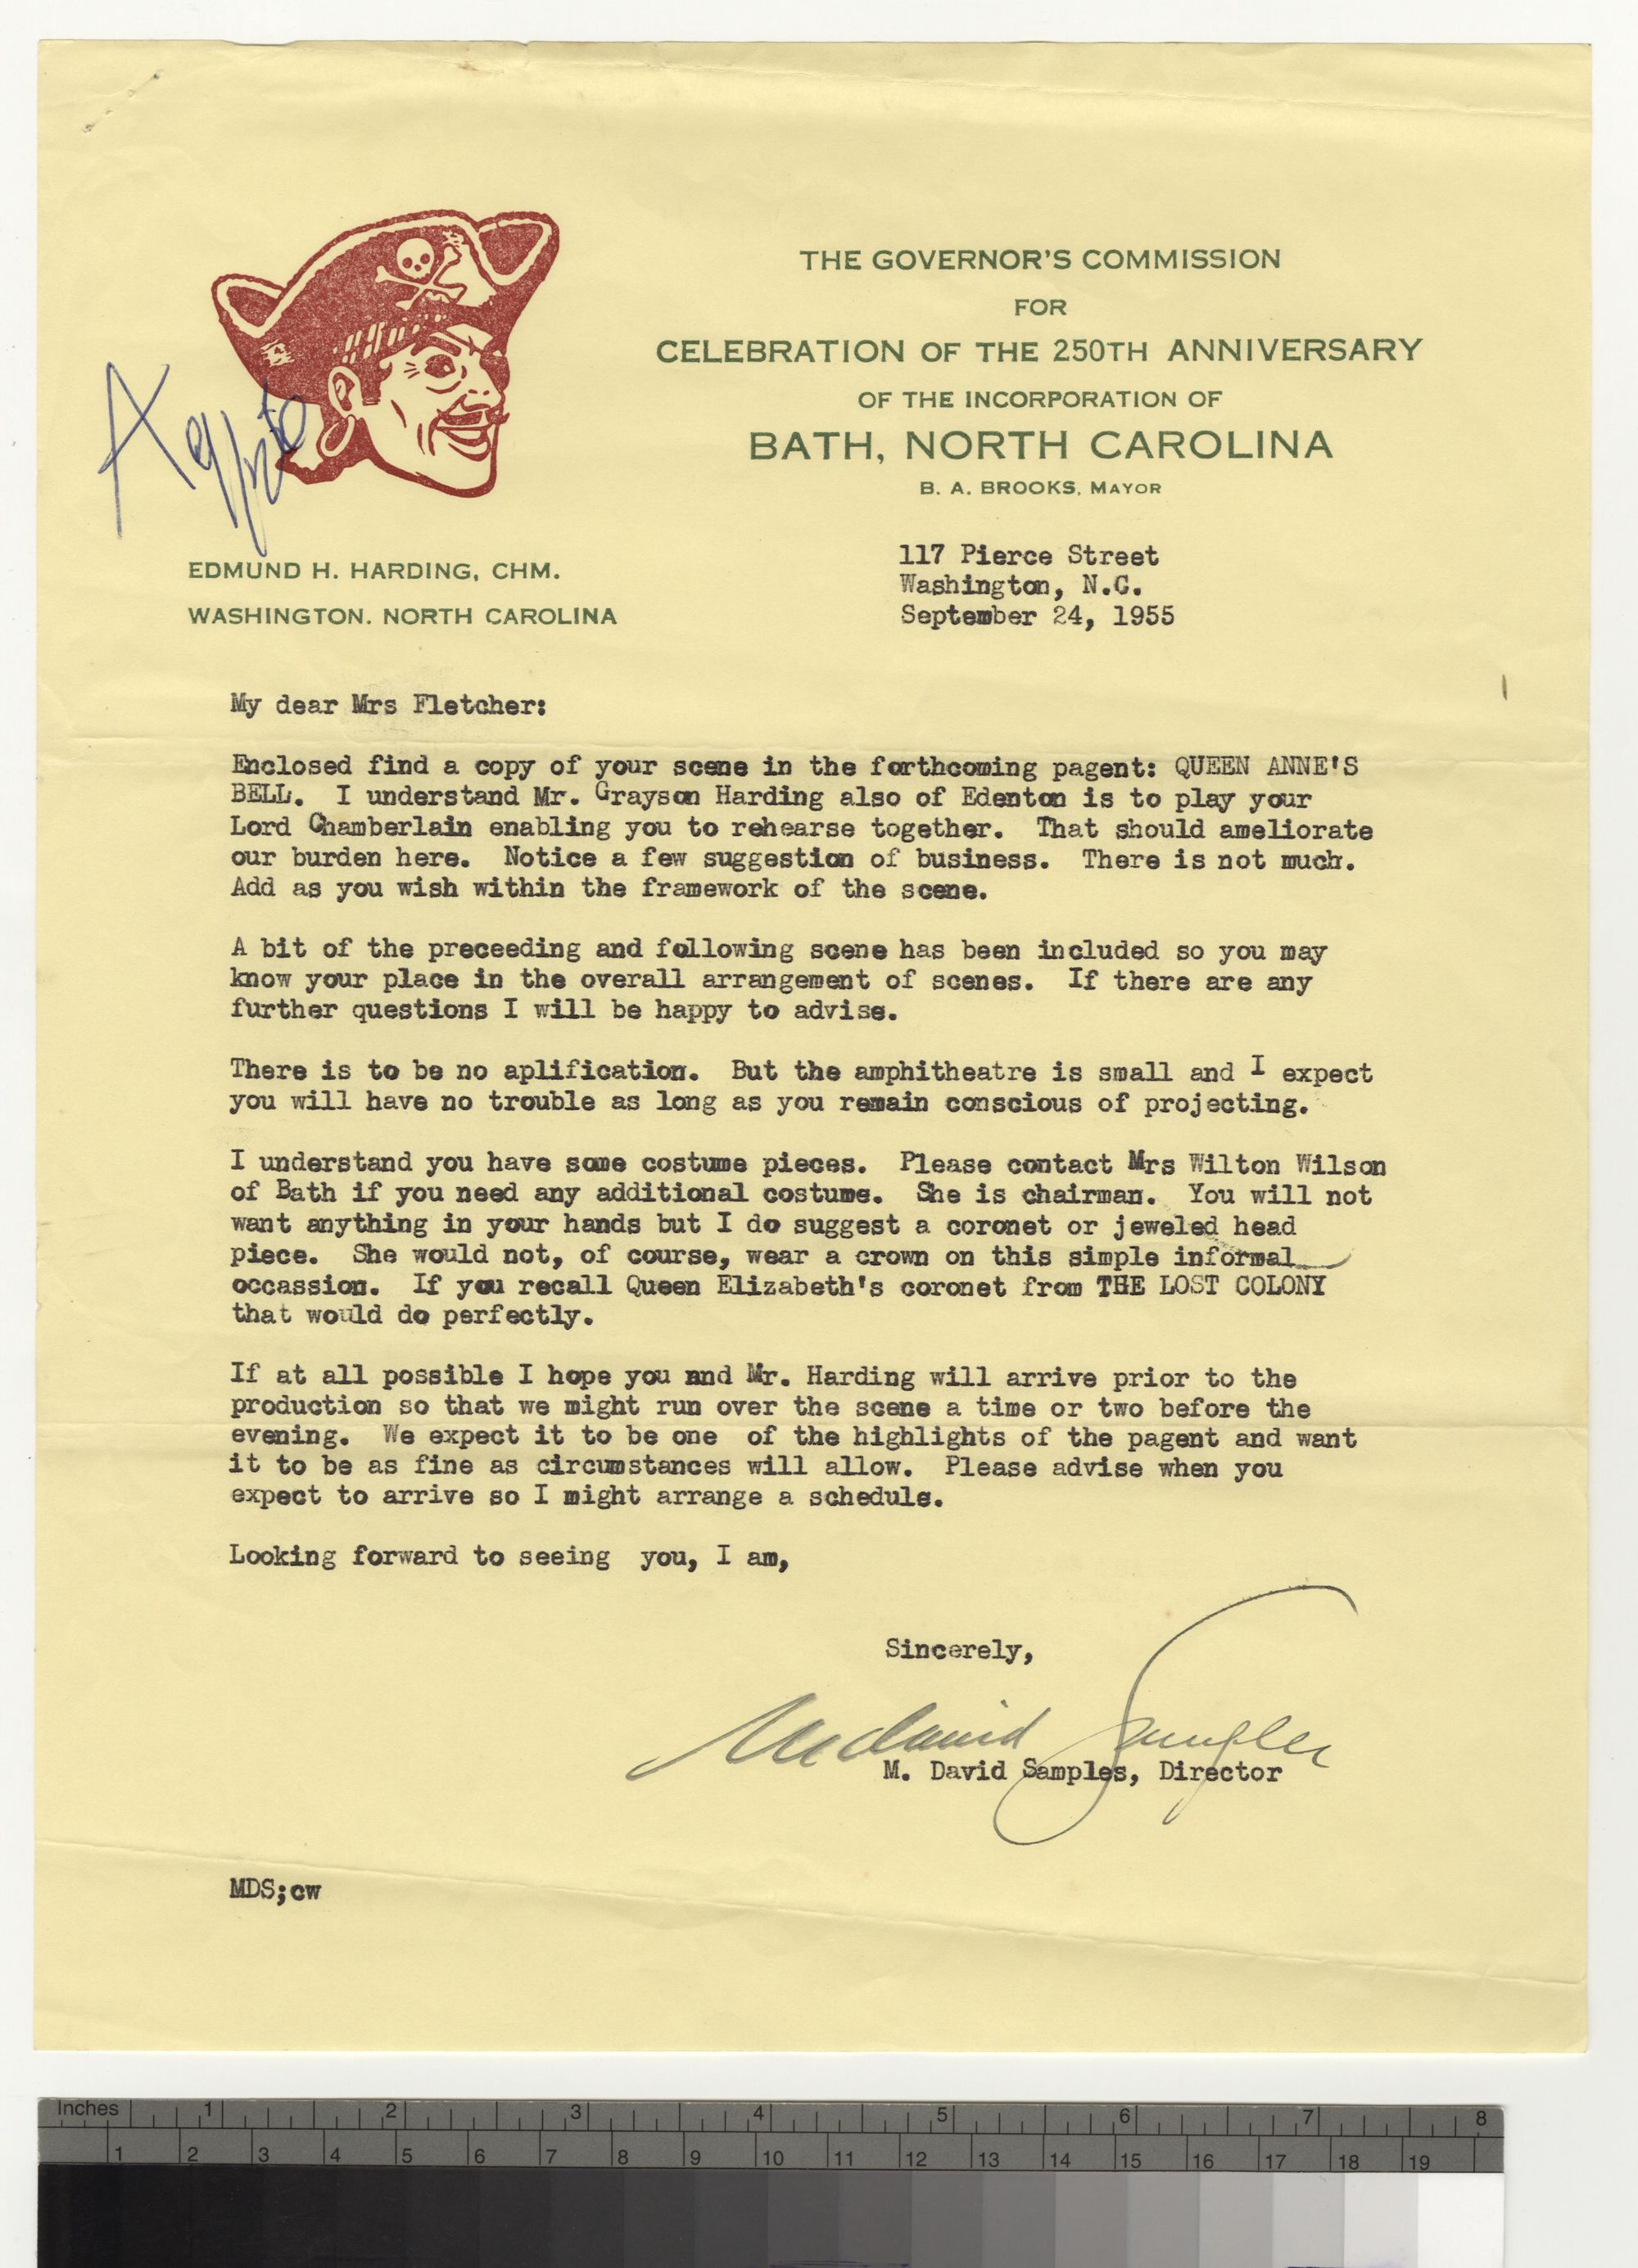 THE GOVERNOR'S COMMISSION
FOR
CELEBRATION OF THE 250TH ANNIVERSARY
OF THE INCORPORATION OF
BATH, NORTH CAROLINA
B. A. BROOKS, MAYOR
EDMUND H. HARDING, CHM.
WASHINGTON. NORTH CAROLINA
117 Pierce Street
Washington, N.C.
September 24, 1955
My dear Mrs Fletcher:
Enclosed find a copy of your scene in the forthcoming pagent: QUEEN ANNE'S
BELL. I understand Mr. Grayson Harding also of Edenton is to play your
Lord Chamberlain enabling you to rehearse together. That should ameliorate
our burden here. Notice a few suggestion of business. There is not much.
Add as you wish within the framework of the scene.
A bit of the preceeding and following scene has been included so you may
know your place in the overall arrangement of scenes. If there are any
further questions I will be happy to advise.
There is to be no aplification. But the amphitheatre is small and I expect
you will have no trouble as long as you remain conscious of projecting.
I understand you have some costume pieces. Please contact Mrs Wilton Wilson
of Bath if you need any additional costume. She is chairman. You will not
want anything in your hands but I do suggest a coronet or jeweled head
piece. She would not, of course, wear a crown on this simple informal
occassion. If you recall Queen Elizabeth's coronet from THE LOST COLONY
that would do perfectly.
If at all possible I hope you and Mr. Harding will arrive prior to the
production so that we might run over the scene a time or two before the
evening. We expect it to be one of the highlights of the pagent and want
it to be as fine as circumstances will allow. Please advise when you
expect to arrive so I might arrange a schedule.
Looking forward to seeing you, I am,
Sincerely,
M David Samples
M. David Samples, Director
MDS;cw
Inches 1 2 3 4 5 6 7 8
1 2 3 4 5 6 7 8 9 10 11 12 13 14 15 16 17 18 19